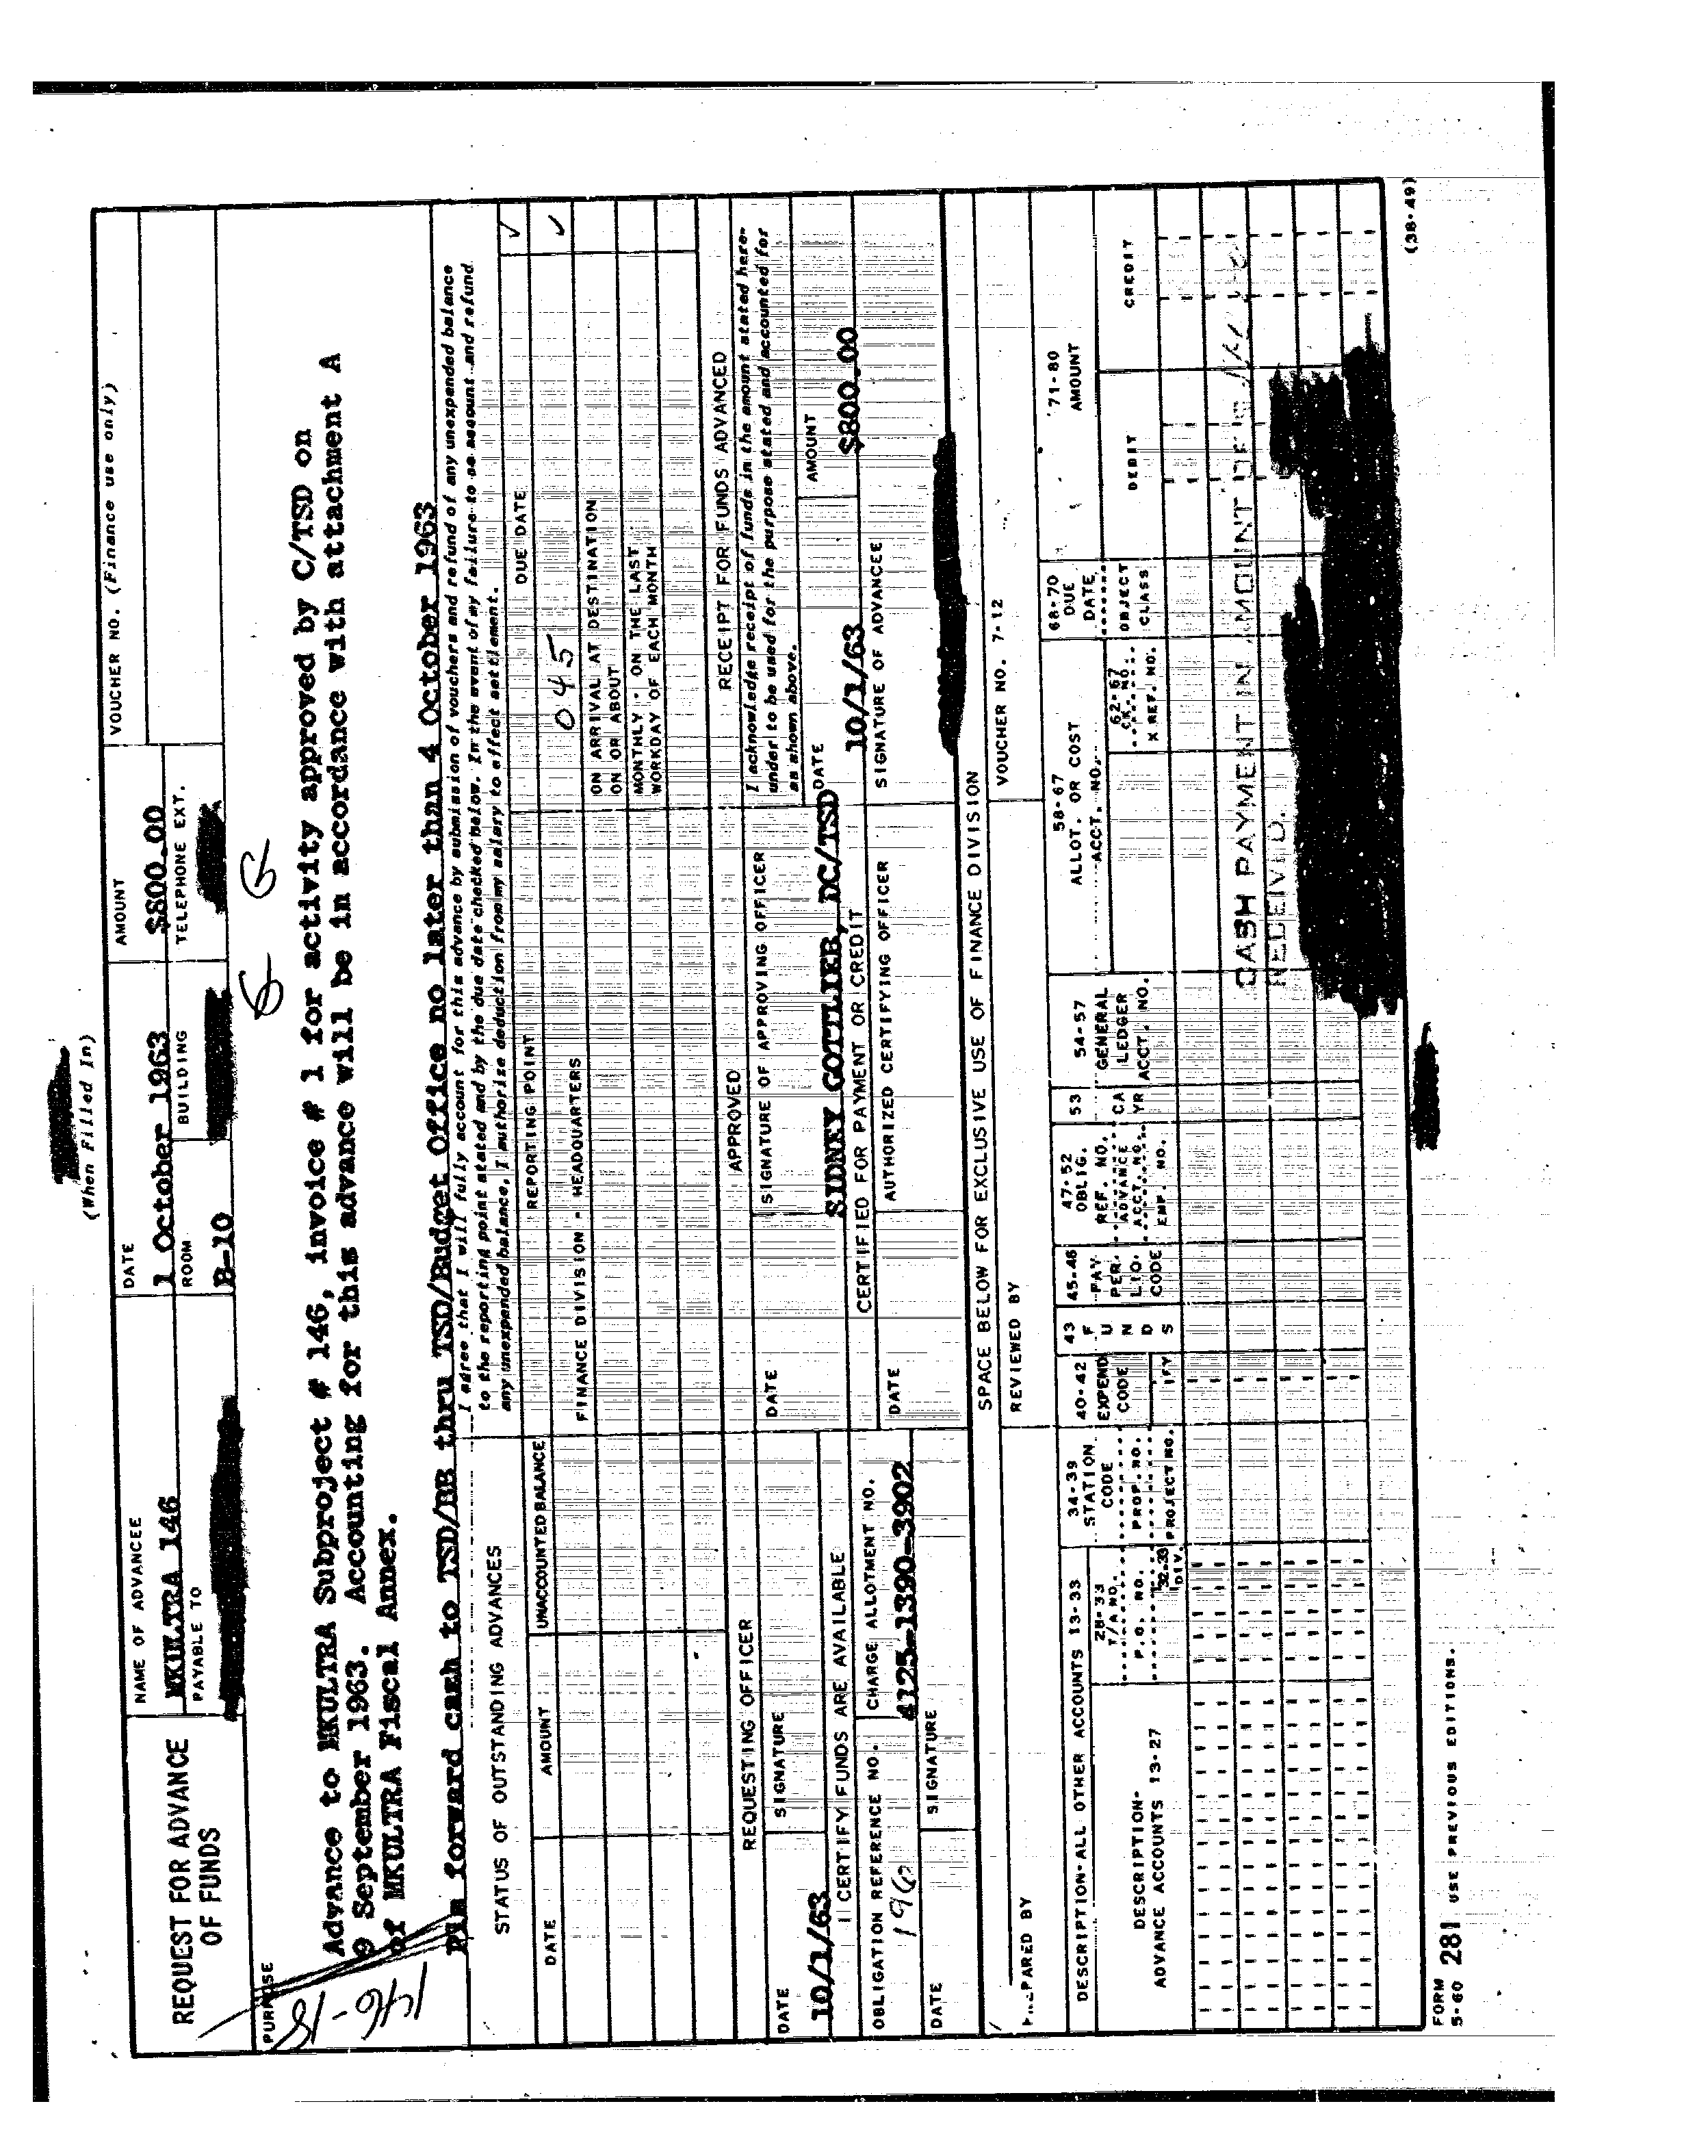 (When Filled In)
REQUEST FOR ADVANCE
OF FUNDS
NAME OF ADVANCEE
MKULTRA 146
DATE
1 October 1963
AMOUNT
$800.00
VOUCHER NO. (Finance use only)
PAYABLE TO
ROOM
B-10
BUILDING
TELEPHONE EXT.
PURPOSE
Advance to MKULTRA Subproject # 146, invoice # 1 for activity approved by C/TSD on
9 September 1963. Accounting for this advance will be in accordance with attachment A
of MKULTRA Fiscal Annex.
146-18
forward cash to TSD/BB thru TSD/Budget Office no later than 4 October 1963
I agree that I will fully account for this advance by submission of vouchers and refund of any unexpended balance
to the reporting point stated and by the due date checked below. In the event of my failure to so account and refund
any unexpended balance, I authorize deduction from my salary to effect settlement.
STATUS OF OUTSTANDING ADVANCES
DATE
AMOUNT
UNACCOUNTED BALANCE
REPORTING POINT
DUE DATE
✓
FINANCE DIVISION - HEADQUARTERS
045
✓
ON ARRIVAL AT DESTINATION
ON OR ABOUT
MONTHLY - ON THE LAST
WORKDAY OF EACH MONTH
REQUESTING OFFICER
APPROVED
RECEIPT FOR FUNDS ADVANCED
DATE
10/1/63
SIGNATURE
DATE
SIGNATURE OF APPROVING OFFICER
SIDNEY GOTTLIEB, DC/TSD
I acknowledge receipt of funds in the amount stated here-
under to be used for the purpose stated and accounted for
as shown above.
DATE
10/1/63
AMOUNT
$800.00
I CERTIFY FUNDS ARE AVAILABLE
CERTIFIED FOR PAYMENT OR CREDIT
OBLIGATION REFERENCE NO.
196
CHARGE ALLOTMENT NO.
4125-1390-3902
DATE
AUTHORIZED CERTIFYING OFFICER
SIGNATURE OF ADVANCEE
DATE
SIGNATURE
SPACE BELOW FOR EXCLUSIVE USE OF FINANCE DIVISION
PREPARED BY
REVIEWED BY
VOUCHER NO. 7-12
DESCRIPTION-ALL OTHER ACCOUNTS 13-33
DESCRIPTION-
ADVANCE ACCOUNTS 13-27
28-33
T/A NO.
P.O. NO.
32-33
DIV.
34-39
STATION
CODE
PROP. NO.
PROJECT NO.
40-42
EXPEND
CODE
FY
43
F
U
N
D
S
45-46
PAY
PER.
LIQ.
CODE
47-52
OBLIG.
REF. NO.
ADVANCE
ACCT. NO.
EMP. NO.
53
CA
YR
54-57
GENERAL
LEDGER
ACCT. NO.
58-67
ALLOT. OR COST
ACCT. NO.
62-67
CK. NO.
X REF. NO.
68-70
DUE
DATE
OBJECT
CLASS
71-80
AMOUNT
DEBIT
CREDIT
CASH PAYMENT IN AMOUNT OF
RECEIVED.
FORM
5-60 281 USE PREVIOUS EDITIONS.
(38-49)